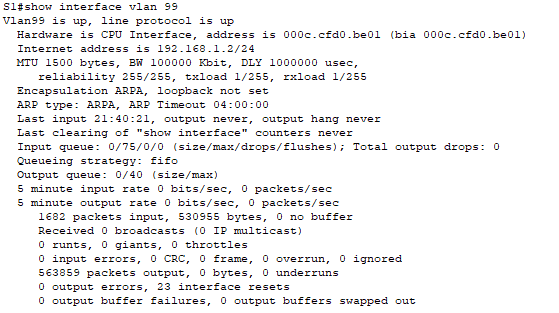 S1#show interface vlan 99
Vlan99 is up, line protocol is up
Hardware is CPU Interface, address is 000c.cfd0.be01 (bia 000c.cfd0.be01)
Internet address is 192.168.1.2/24
MTU 1500 bytes, BW 100000 Kbit, DLY 1000000 usec,
reliability 255/255, txload 1/255, rxload 1/255
Encapsulation ARPA, loopback not set
ARP type: ARPA, ARP Timeout 04:00:00
Last input 21:40:21, output never, output hang never
Last clearing of "show interface" counters never
Input queue: 0/75/0/0 (size/max/drops/flushes); Total output drops: 0
Queueing strategy: fifo
Output queue: 0/40 (size/max)
5 minute input rate 0 bits/sec, 0 packets/sec
5 minute output rate 0 bits/sec, 0 packets/sec
1682 packets input, 530955 bytes, 0 no buffer
Received 0 broadcasts (0 IP multicast)
0 runts, 0 giants, 0 throttles
0 input errors, 0 CRC, 0 frame, 0 overrun, 0 ignored
563859 packets output, 0 bytes, 0 underruns
0 output errors, 23 interface resets
0 output buffer failures, 0 output buffers swapped out